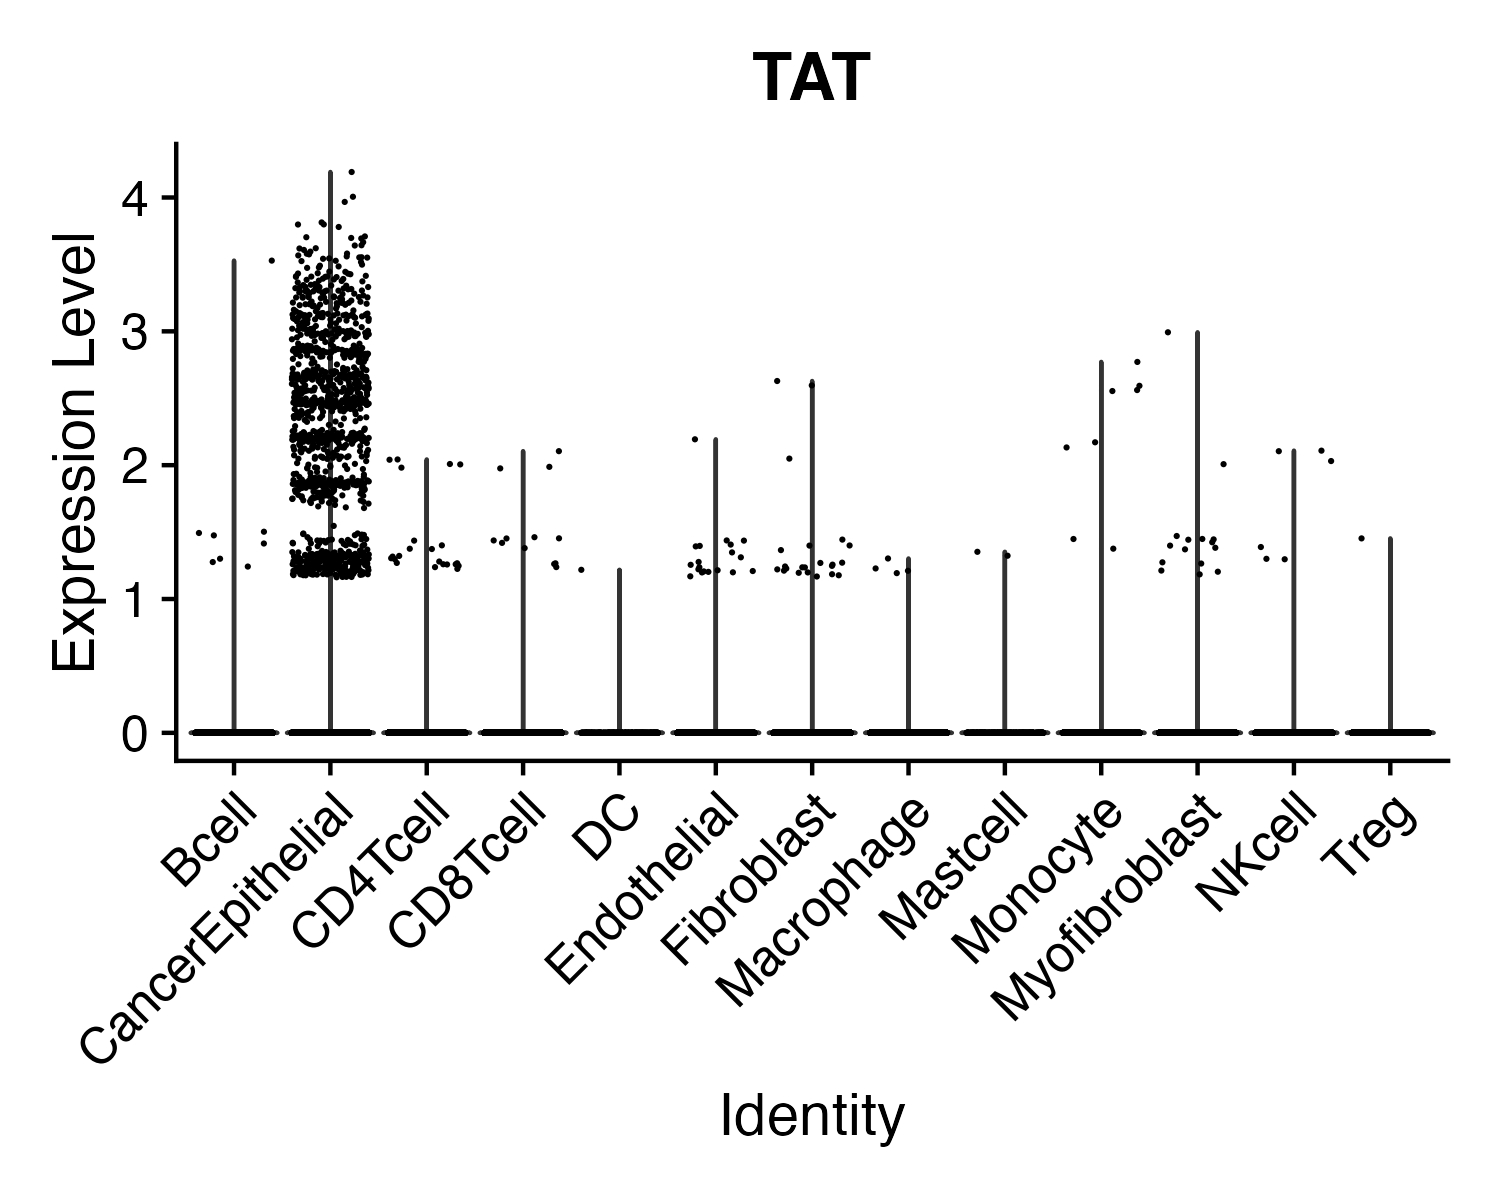 TAT
Expression Level
4
3
2
1
0
Bcell
CancerEpithelial
CD4Tcell
CD8Tcell
DC
Endothelial
Fibroblast
Macrophage
Mastcell
Monocyte
Myofibroblast
NKcell
Treg
Identity